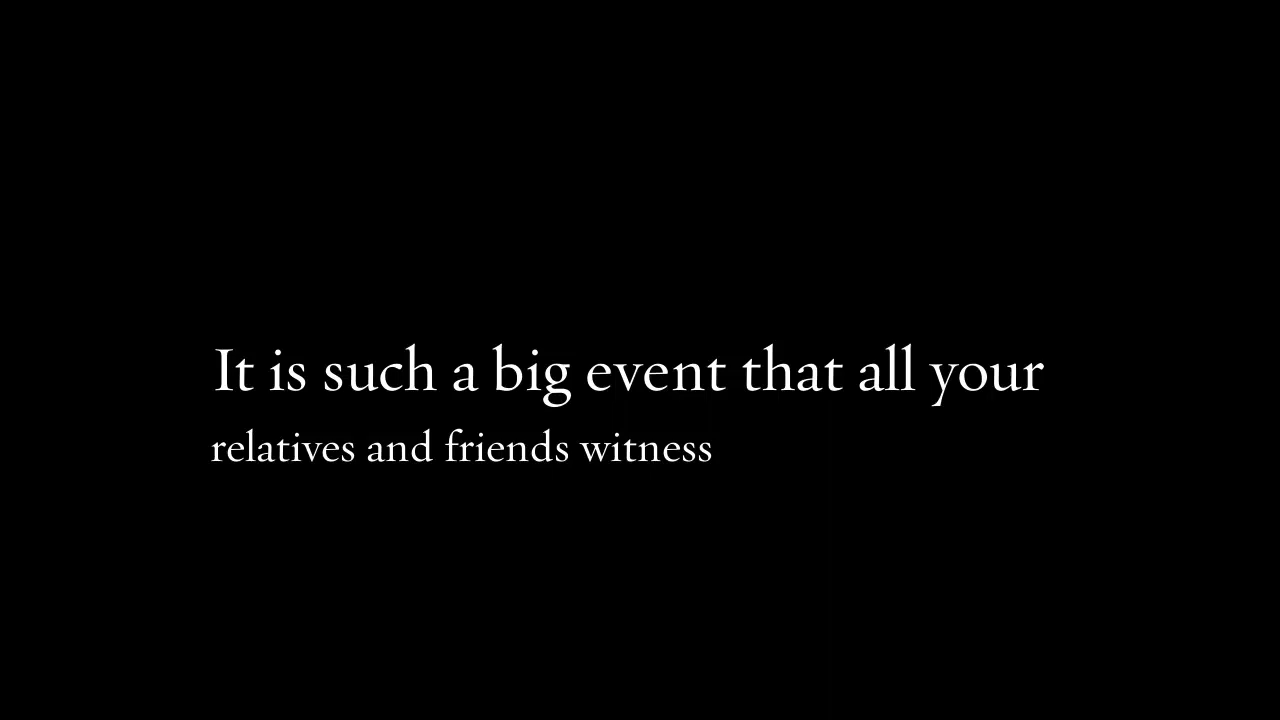 It is such a big event that all your
relatives and friends witness